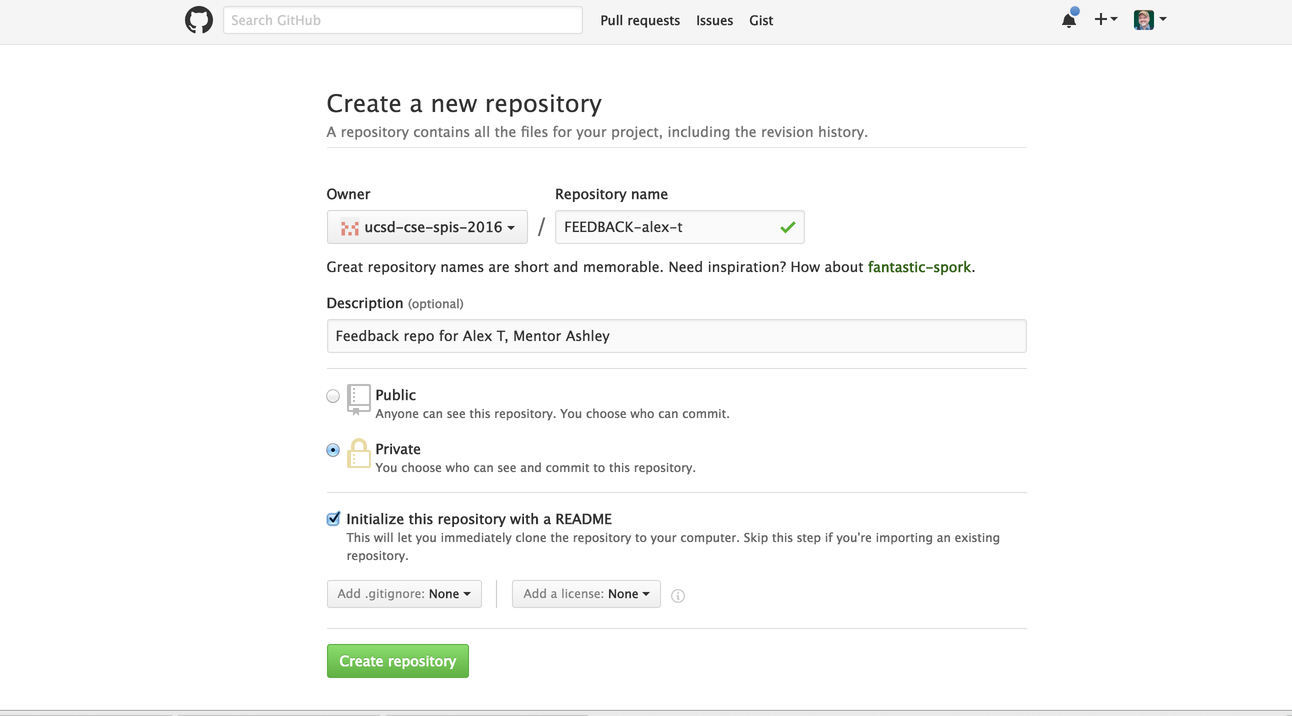 Search GitHub Pull requests Issues Gist
Create a new repository
A repository contains all the files for your project, including the revision history.
Owner Repository name
ucsd-cse-spis-2016 / FEEDBACK-alex-t
Great repository names are short and memorable. Need inspiration? How about fantastic-spork.
Description (optional)
Feedback repo for Alex T, Mentor Ashley
Public
Anyone can see this repository. You choose who can commit.
Private
You choose who can see and commit to this repository.
Initialize this repository with a README
This will let you immediately clone the repository to your computer. Skip this step if you're importing an existing
repository.
Add .gitignore: None Add a license: None
Create repository